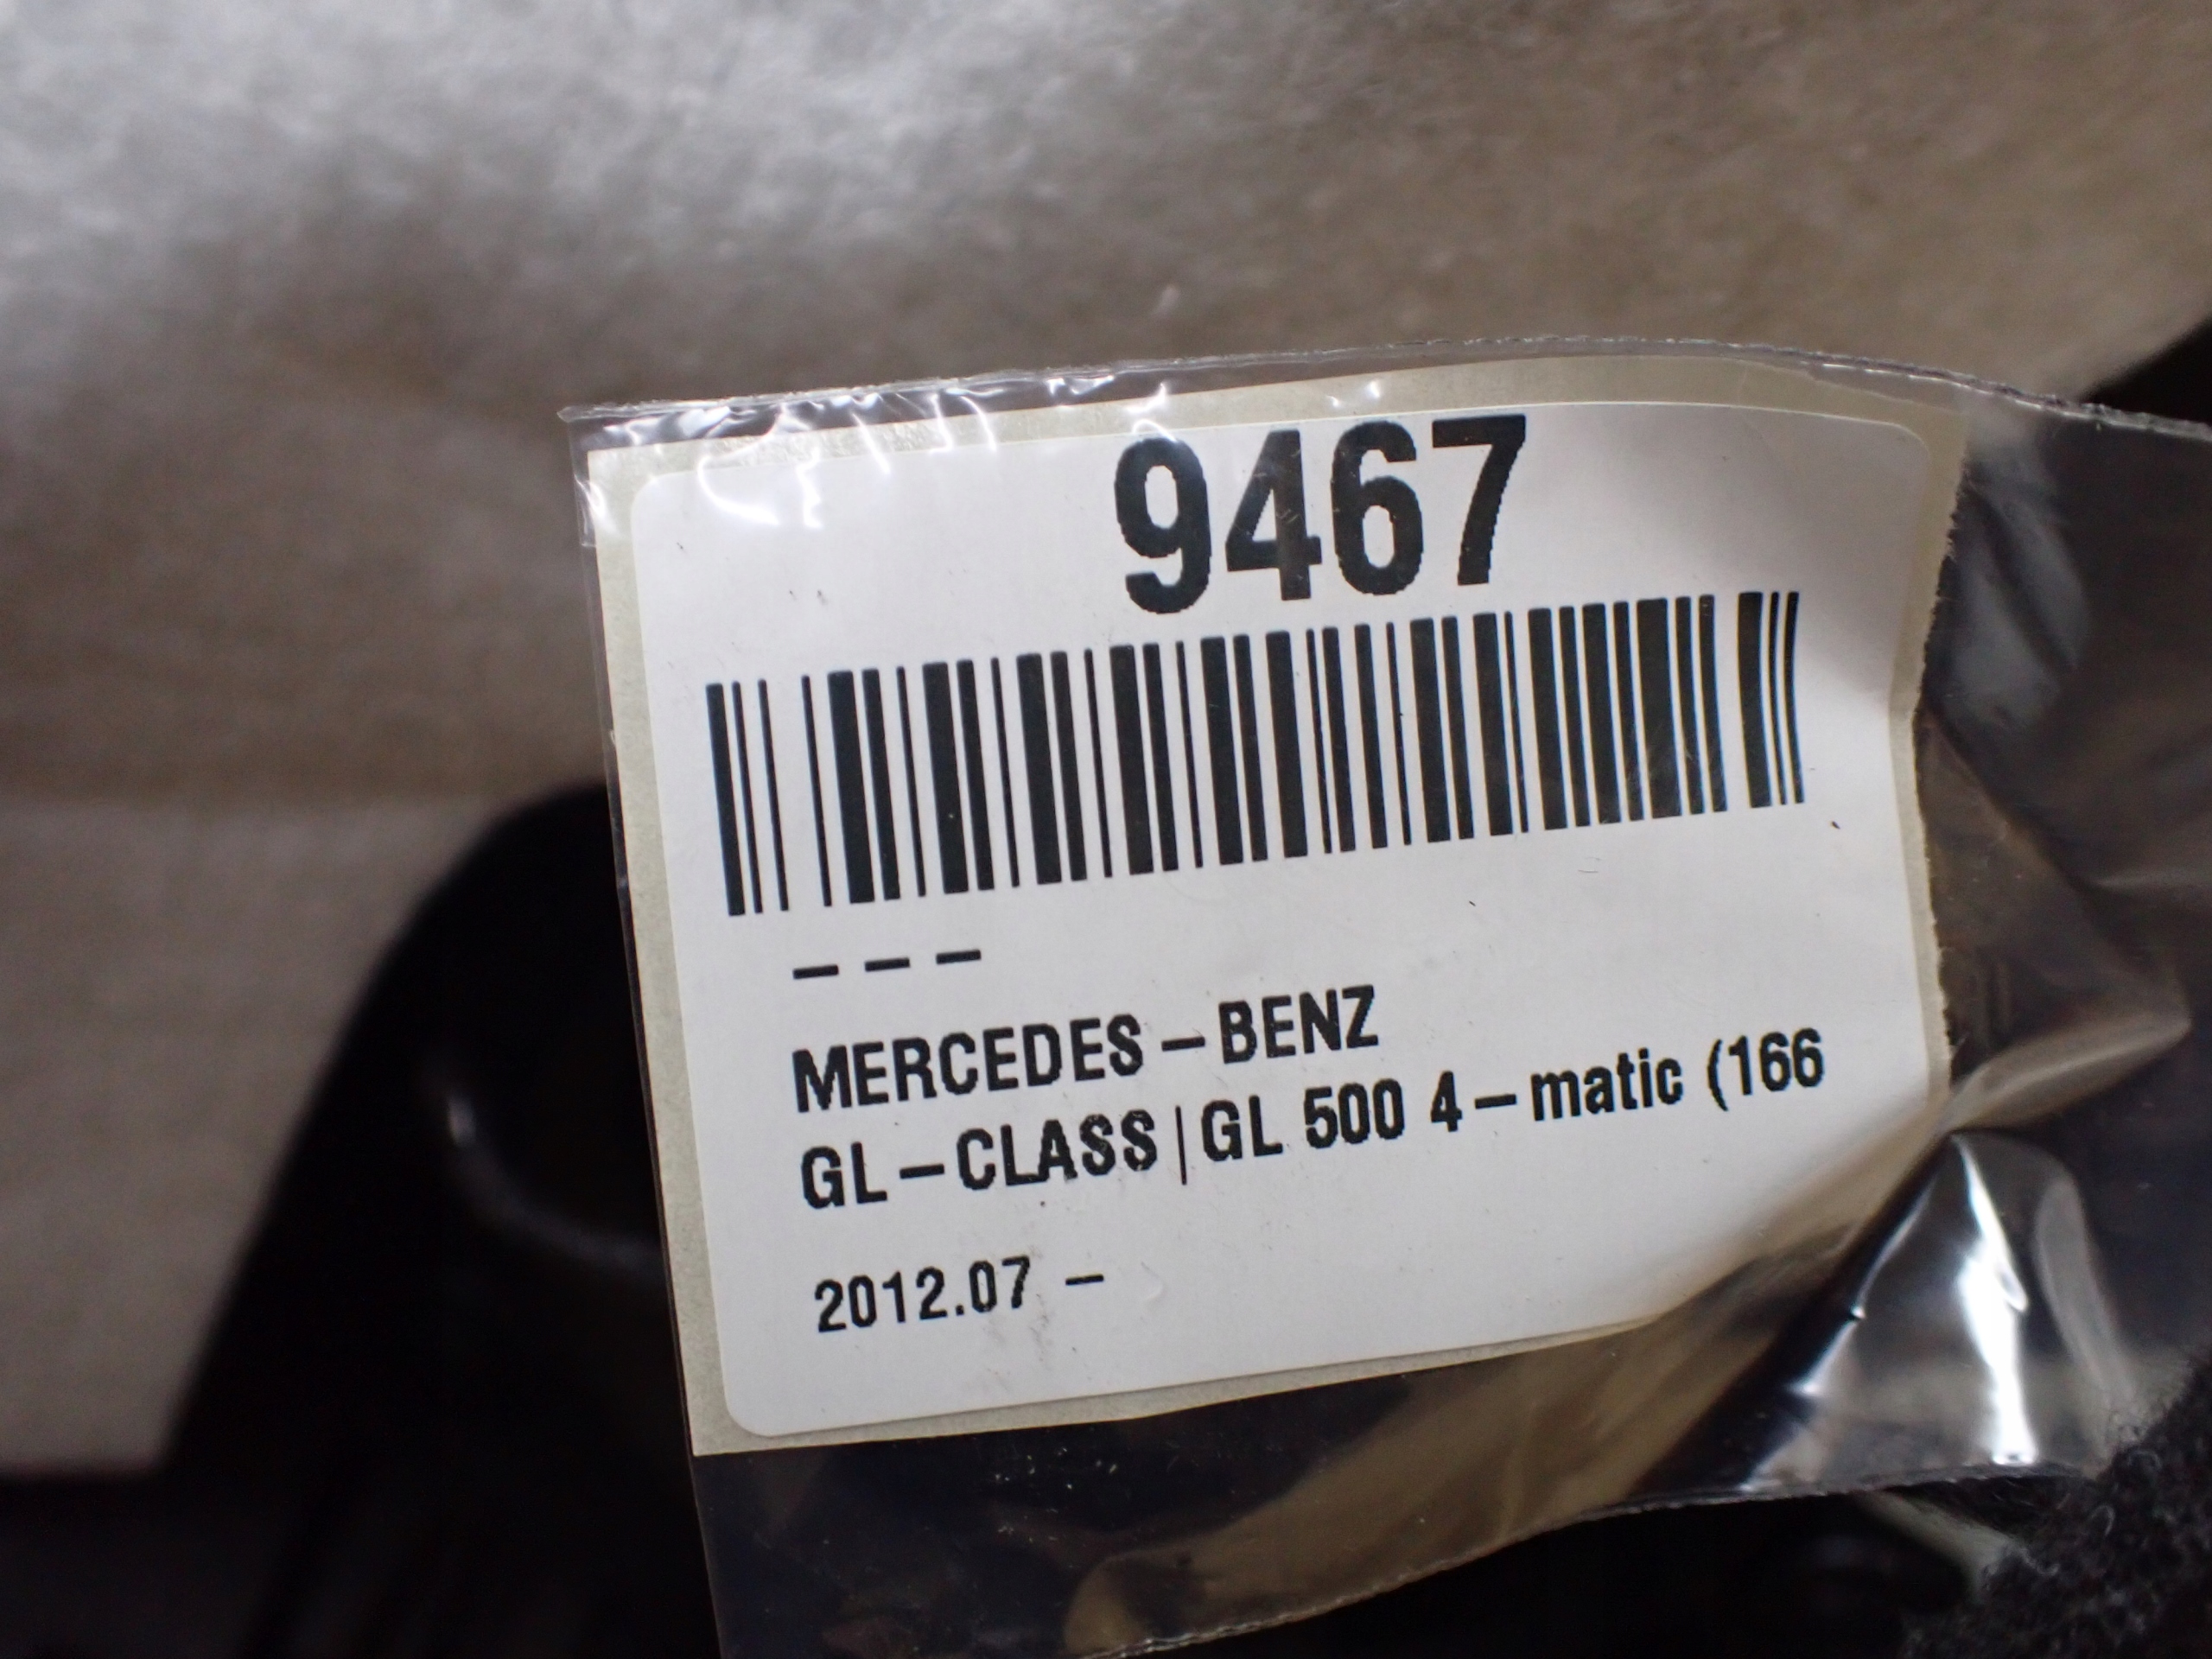 9467
- - -
MERCEDES-BENZ
GL-CLASS|GL 500 4-matic (166
2012.07 -